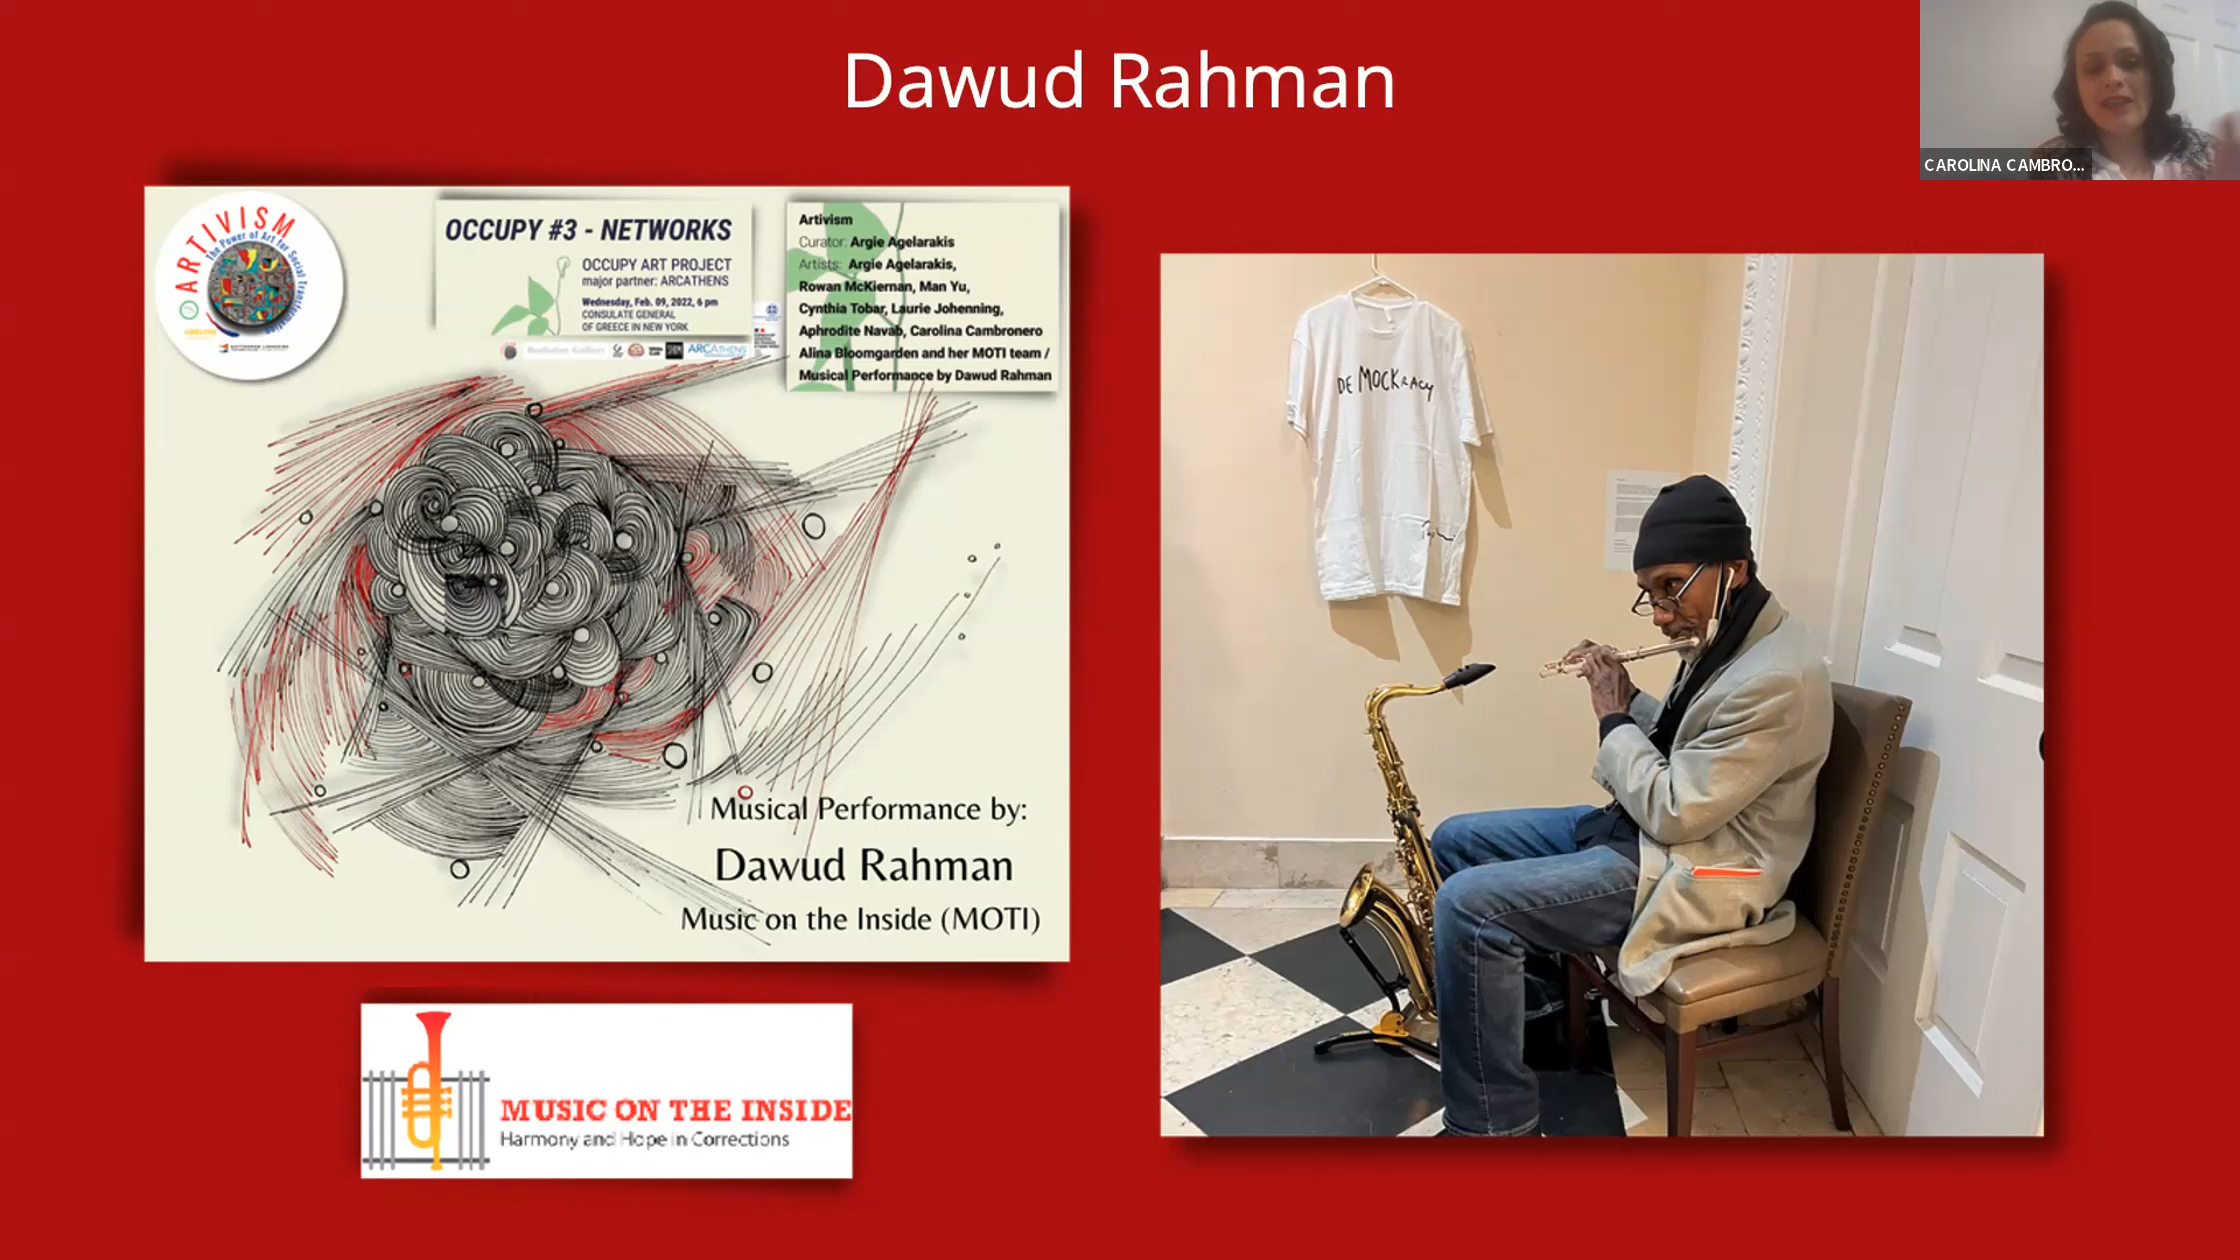 Dawud Rahman
CAROLINA CAMBRO...
ARTIVISM
The Power of Art for Social Transformation
OCCUPY #3 - NETWORKS
OCCUPY ART PROJECT
major partner: ARCATHENS
Wednesday, Feb. 09, 2022, 6 pm
CONSULATE GENERAL
OF GREECE IN NEW YORK
ARCATHENS
Artivism
Curator: Argie Agelarakis
Artists: Argie Agelarakis,
Rowan McKiernan, Man Yu,
Cynthia Tobar, Laurie Johenning,
Aphrodite Navab, Carolina Cambronero
Alina Bloomgarden and her MOTI team /
Musical Performance by Dawud Rahman
Musical Performance by:
Dawud Rahman
Music on the Inside (MOTI)
MUSIC ON THE INSIDE
Harmony and Hope in Corrections
DEMOCKRACY